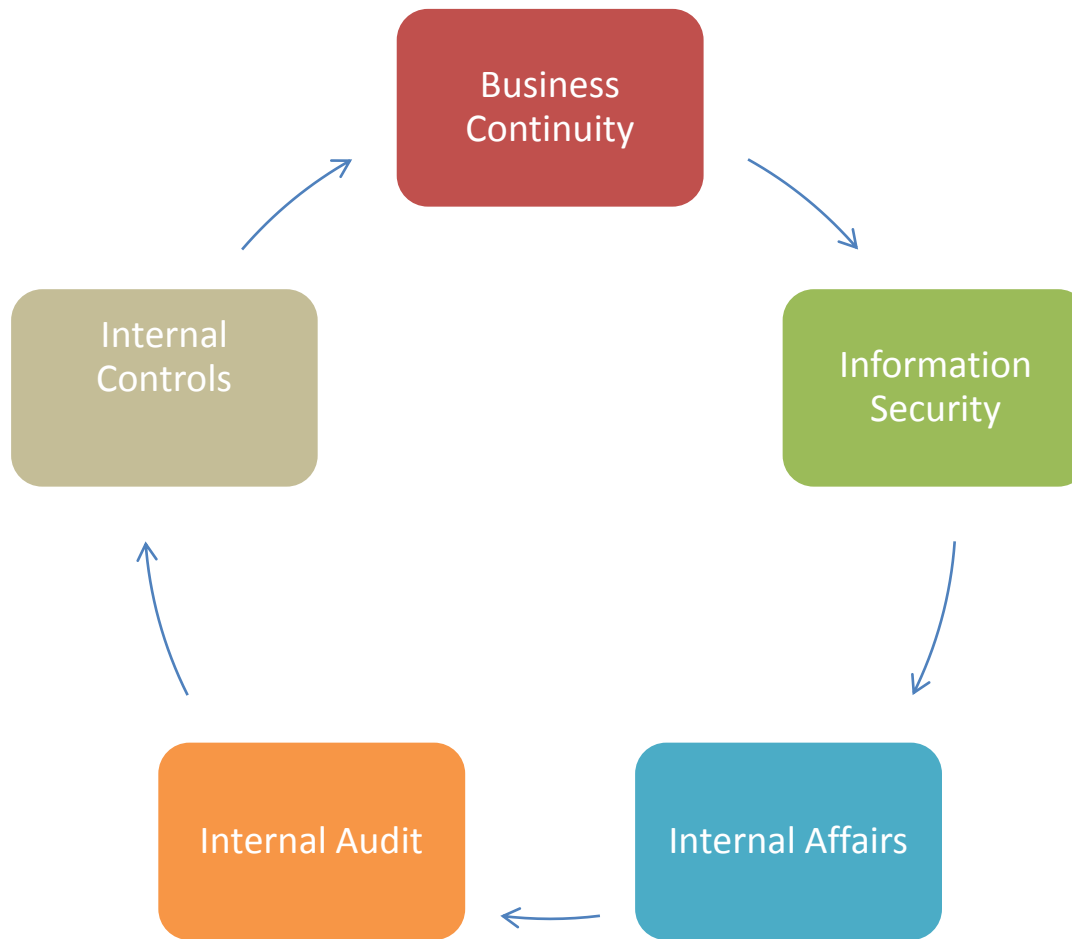 Business
Continuity
Internal
Controls
Information
Security
Internal Audit
Internal Affairs